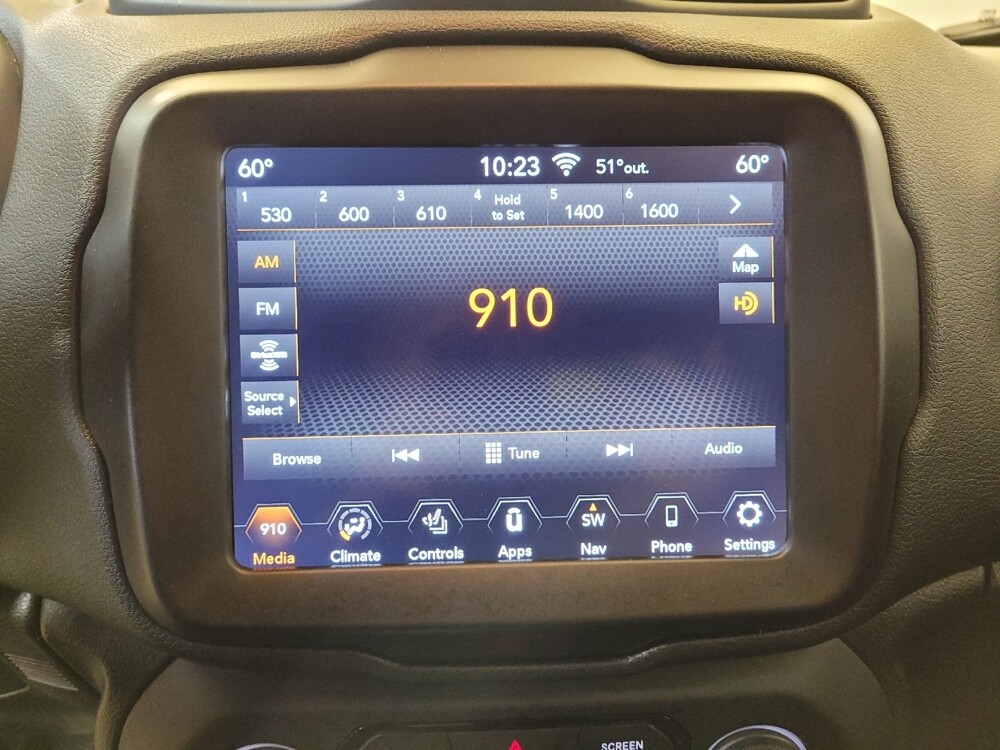 60° 10:23 51°out. 60°
1 2 3 4 5 6
530 600 610 Hold to Set 1400 1600
AM
FM
SiriusXM
Source
Select
910
Map
HD
Browse Tune Audio
910 SW
Media Climate Controls Apps Nav Phone Settings
SCREEN